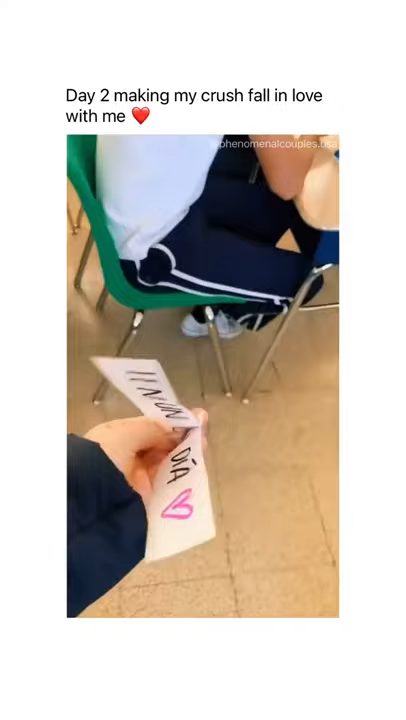 Day 2 making my crush fall in love
with me ❤️
@phenomenalcouples.usa
DÍA